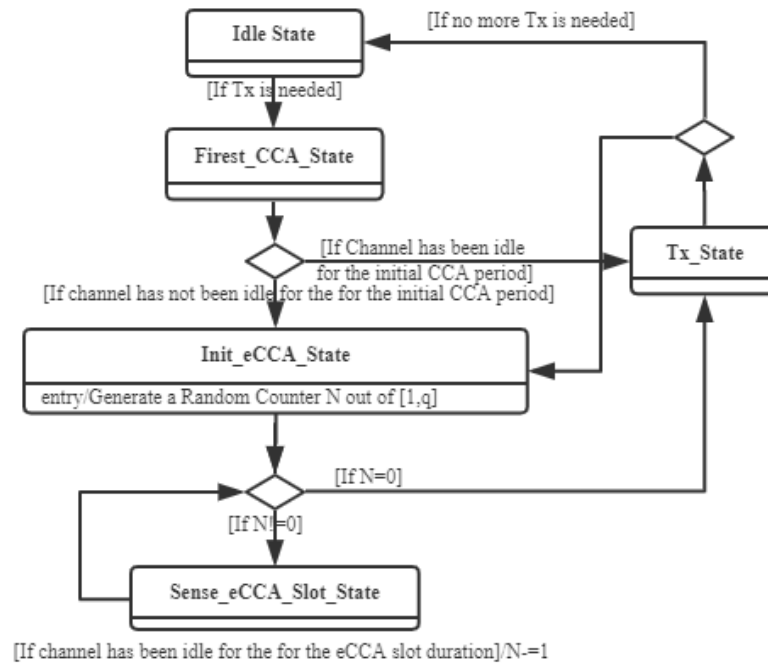 Idle State
[If no more Tx is needed]
[If Tx is needed]
Firest_CCA_State
[If Channel has been idle
for the initial CCA period]
Tx_State
[If channel has not been idle for the for the initial CCA period]
Init_eCCA_State
entry/Generate a Random Counter N out of [1,q]
[If N=0]
[If N!=0]
Sense_eCCA_Slot_State
[If channel has been idle for the for the eCCA slot duration]/N-=1